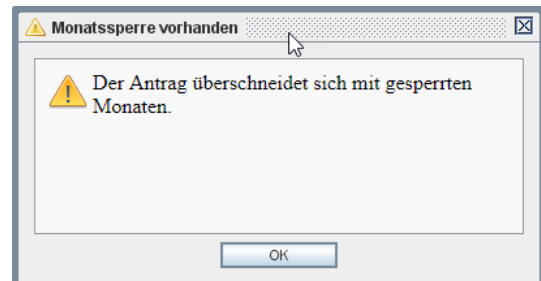 Monatssperre vorhanden
Der Antrag überschneidet sich mit gesperrten
Monaten.
OK